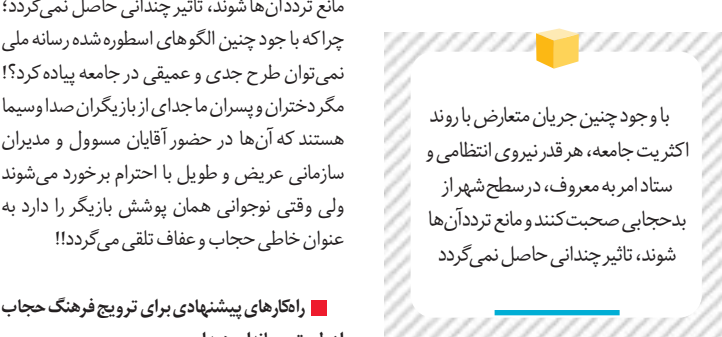 با وجود چنین جریان متعارض با روند
اکثریت جامعه، هر قدر نیروی انتظامی و
ستاد امر به معروف، در سطح شهر از
بدحجابی صحبت کنند و مانع تردد آن‌ها
شوند، تاثیر چندانی حاصل نمی‌گردد
مانع تردد آن‌ها شوند، تاثیر چندانی حاصل نمی‌گردد؛
چرا که با جود چنین الگوهای اسطوره شده رسانه ملی
نمی‌توان طرح جدی و عمیقی در جامعه پیاده کرد؟!
مگر دختران و پسران ما جدای از بازیگران صدا وسیما
هستند که آن‌ها در حضور آقایان مسوول و مدیران
سازمانی عریض و طویل با احترام برخورد می‌شوند
ولی وقتی نوجوانی همان پوشش بازیگر را دارد به
عنوان خاطی حجاب و عفاف تلقی می‌گردد!!
راه‌کارهای پیشنهادی برای ترویج فرهنگ حجاب